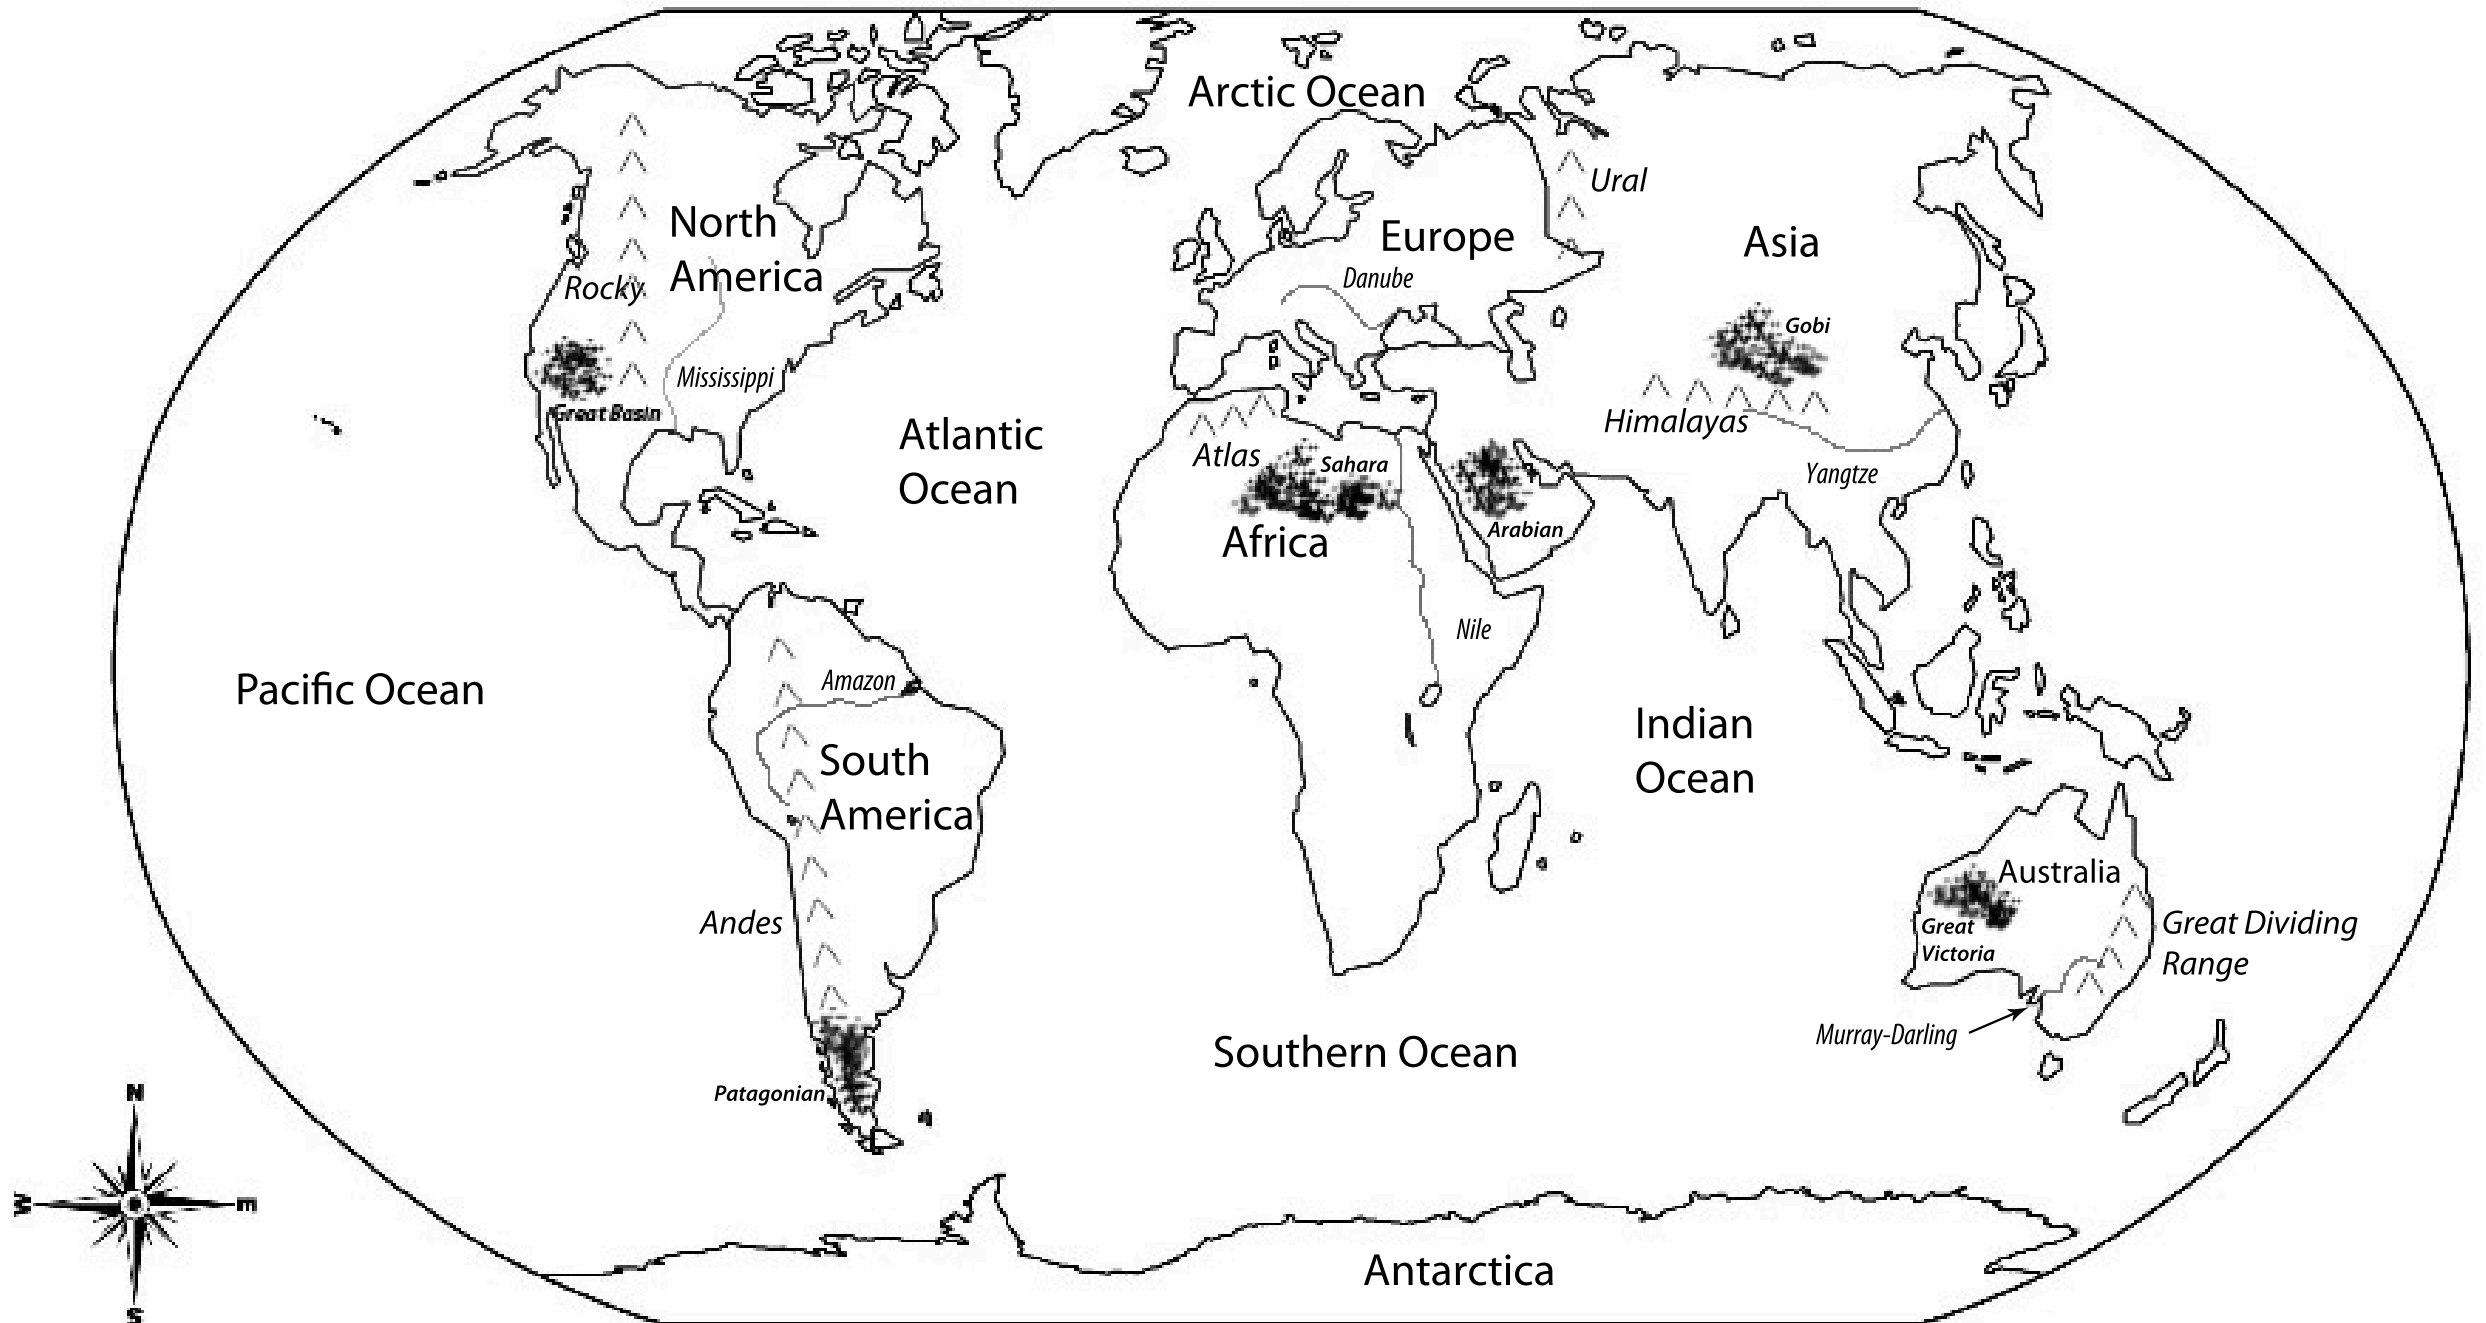 Arctic Ocean
Ural
North
America
Europe
Asia
Rocky
Danube
Gobi
Mississippi
Great Basin
Himalayas
Atlantic
Ocean
Atlas
Sahara
Yangtze
Arabian
Africa
Nile
Pacific Ocean
Amazon
Indian
Ocean
South
America
Australia
Andes
Great
Victoria
Great Dividing
Range
Murray-Darling
Southern Ocean
Patagonian
N
W
E
S
Antarctica